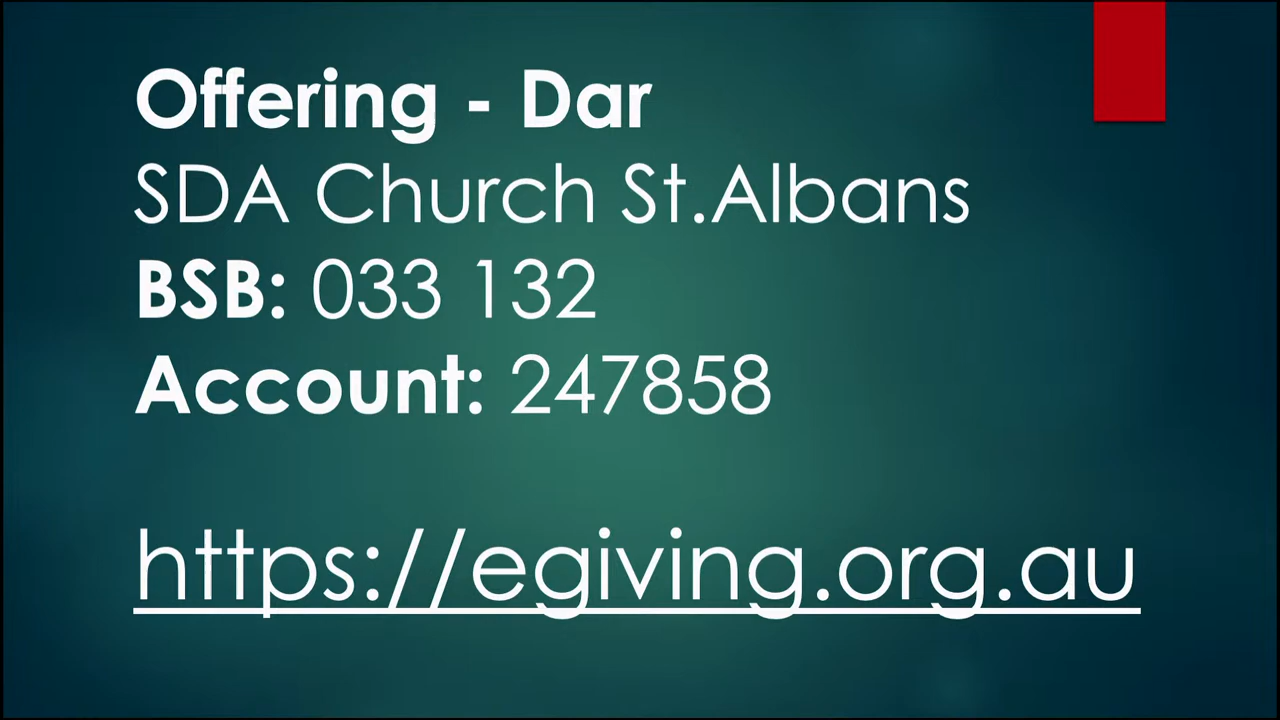 Offering - Dar
SDA Church St.Albans
BSB: 033 132
Account: 247858
https://egiving.org.au